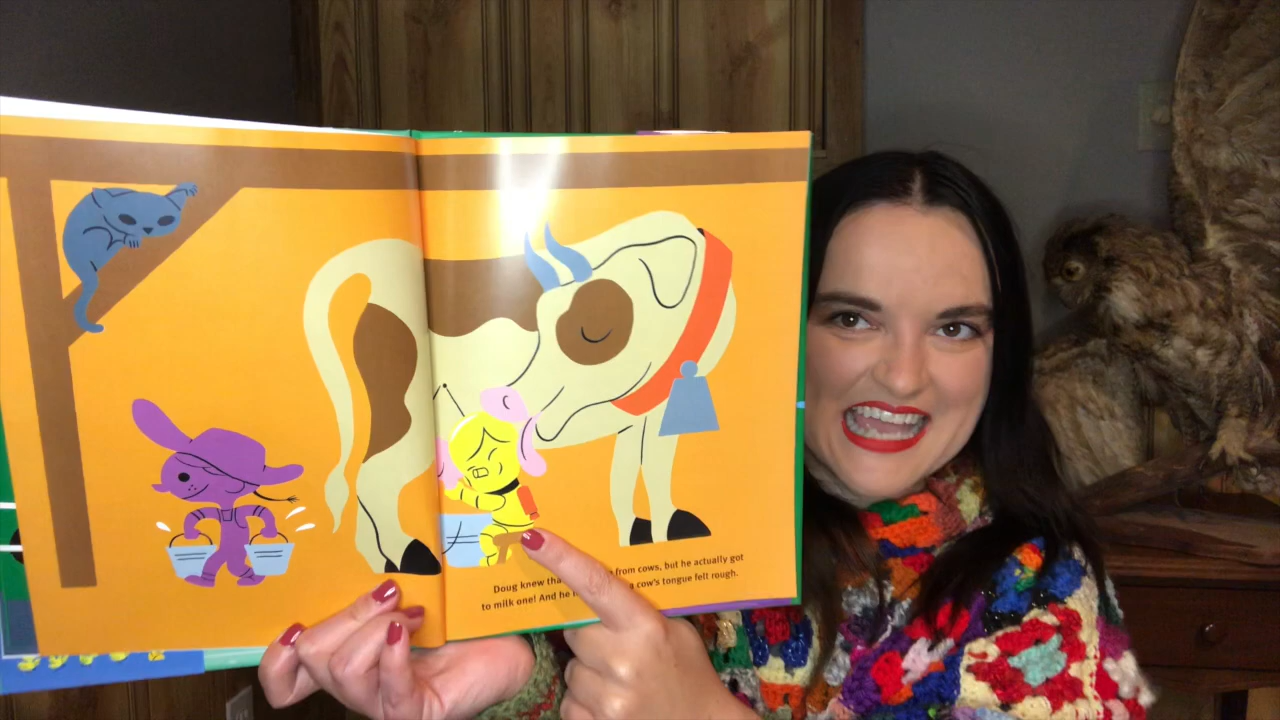 Doug knew tha from cows, but he actually got
to milk one! And he a cow's tongue felt rough.